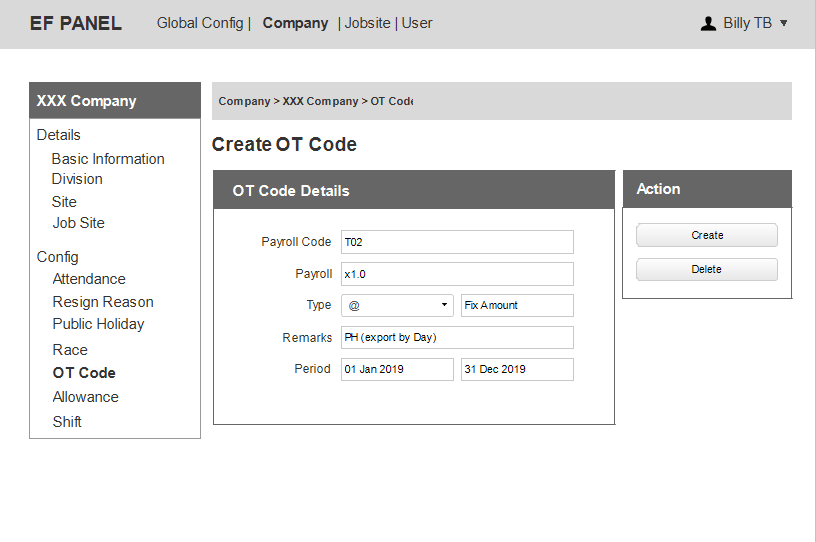 EF PANEL Global Config | Company | Jobsite | User Billy TB
XXX Company
Details
Basic Information
Division
Site
Job Site
Config
Attendance
Resign Reason
Public Holiday
Race
OT Code
Allowance
Shift
Company > XXX Company > OT Code
Create OT Code
OT Code Details
Payroll Code T02
Payroll x1.0
Type @ Fix Amount
Remarks PH (export by Day)
Period 01 Jan 2019 31 Dec 2019
Action
Create
Delete